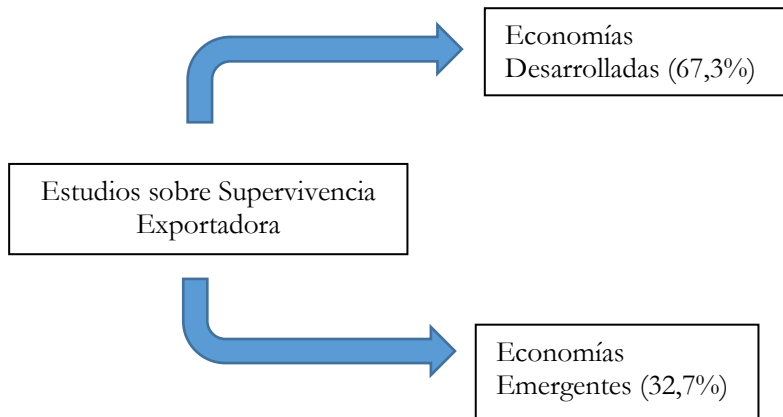 Economías
Desarrolladas (67,3%)
Estudios sobre Supervivencia
Exportadora
Economías
Emergentes (32,7%)